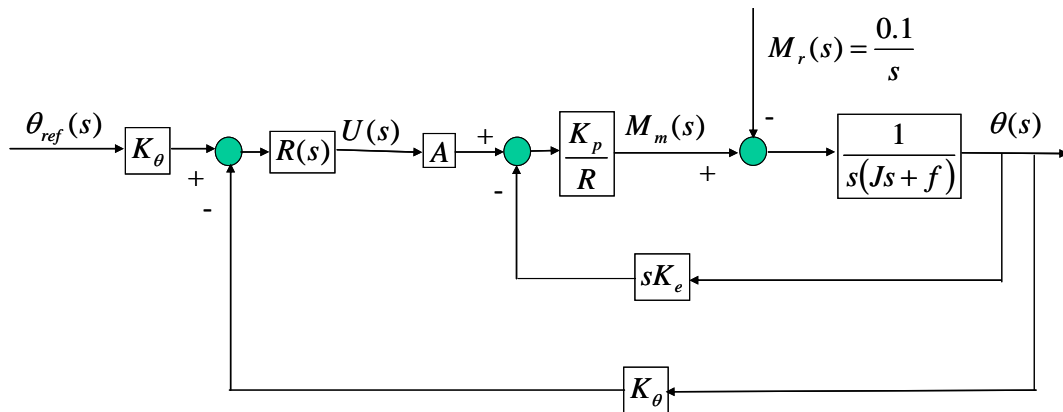 M_r(s) = 0.1/s
θ_ref(s)
K_θ
+
-
R(s)
U(s)
A
+
-
K_p/R
M_m(s)
+
-
1/(s(Js + f))
θ(s)
sK_e
K_θ